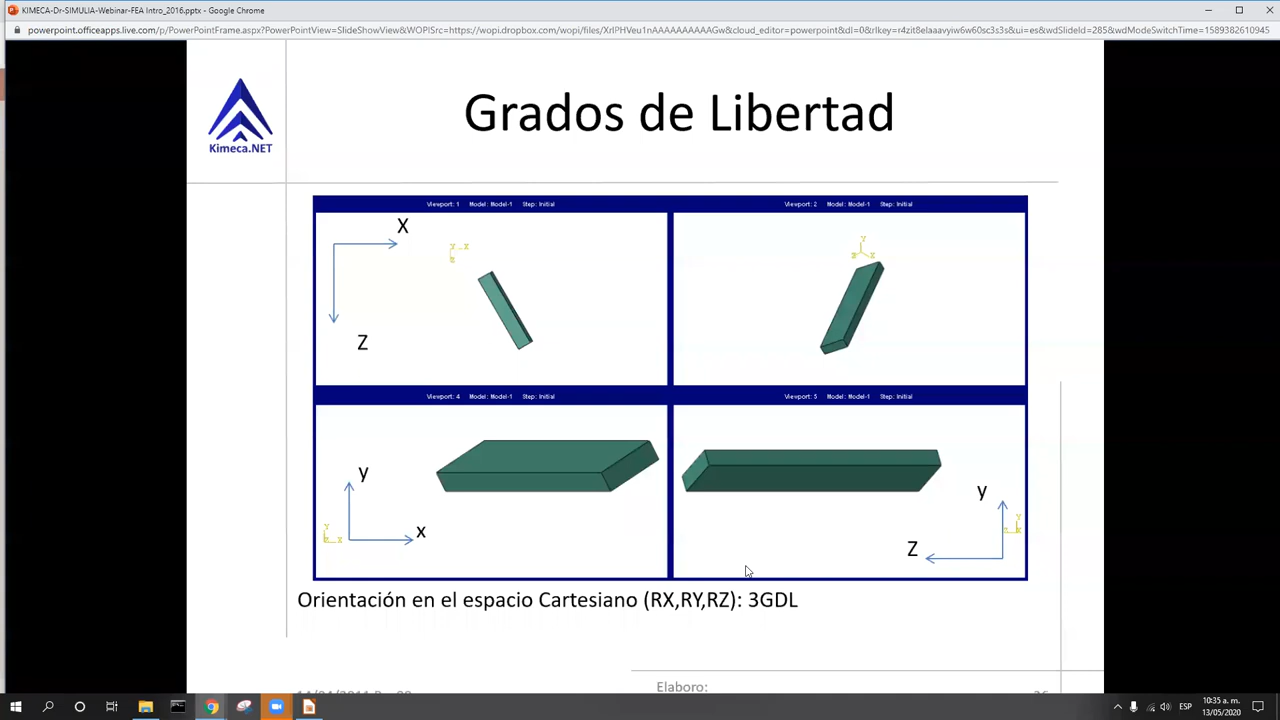 KIMECA-Dr-SIMULIA-Webinar-FEA Intro_2016.pptx - Google Chrome
Kimeca.NET
Grados de Libertad
Viewport: 1 Model: Model-1 Step: Initial
Viewport: 2 Model: Model-1 Step: Initial
X
Z
Viewport: 4 Model: Model-1 Step: Initial
Viewport: 5 Model: Model-1 Step: Initial
y
x
y
Z
Orientación en el espacio Cartesiano (RX,RY,RZ): 3GDL
Elaboro:
ESP
10:35 a. m.
13/05/2020